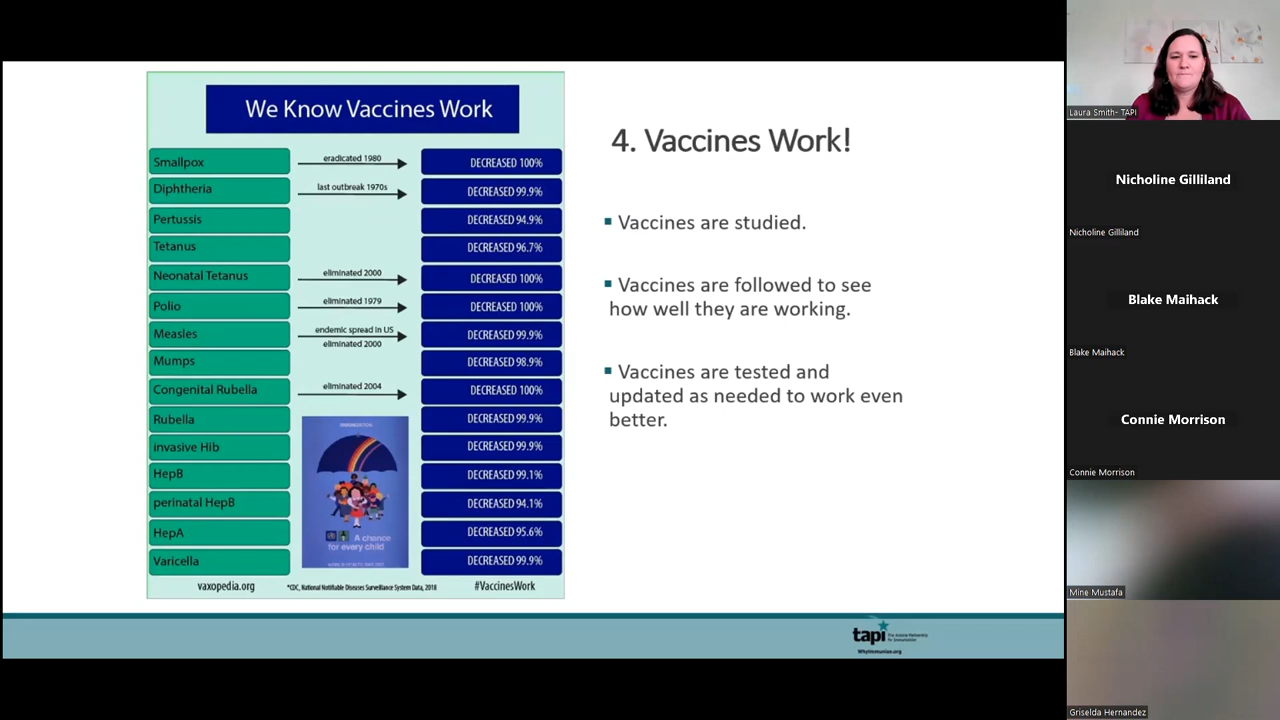 We Know Vaccines Work
Smallpox
eradicated 1980
DECREASED 100%
Diphtheria
last outbreak 1970s
DECREASED 99.9%
Pertussis
DECREASED 94.9%
Tetanus
DECREASED 96.7%
Neonatal Tetanus
eliminated 2000
DECREASED 100%
Polio
eliminated 1979
DECREASED 100%
Measles
endemic spread in US
eliminated 2000
DECREASED 99.9%
Mumps
DECREASED 98.9%
Congenital Rubella
eliminated 2004
DECREASED 100%
Rubella
DECREASED 99.9%
invasive Hib
DECREASED 99.9%
HepB
DECREASED 99.1%
perinatal HepB
DECREASED 94.1%
HepA
DECREASED 95.6%
Varicella
DECREASED 99.9%
A chance
for every child
vaxopedia.org
*CDC, National Notifiable Diseases Surveillance System Data, 2018
#VaccinesWork
4. Vaccines Work!
Vaccines are studied.
Vaccines are followed to see
how well they are working.
Vaccines are tested and
updated as needed to work even
better.
tapi
The Arizona Partnership
for Immunization
WhyImmunize.org
Laura Smith- TAPI
Nicholine Gilliland
Nicholine Gilliland
Blake Maihack
Blake Maihack
Connie Morrison
Connie Morrison
Mine Mustafa
Griselda Hernandez